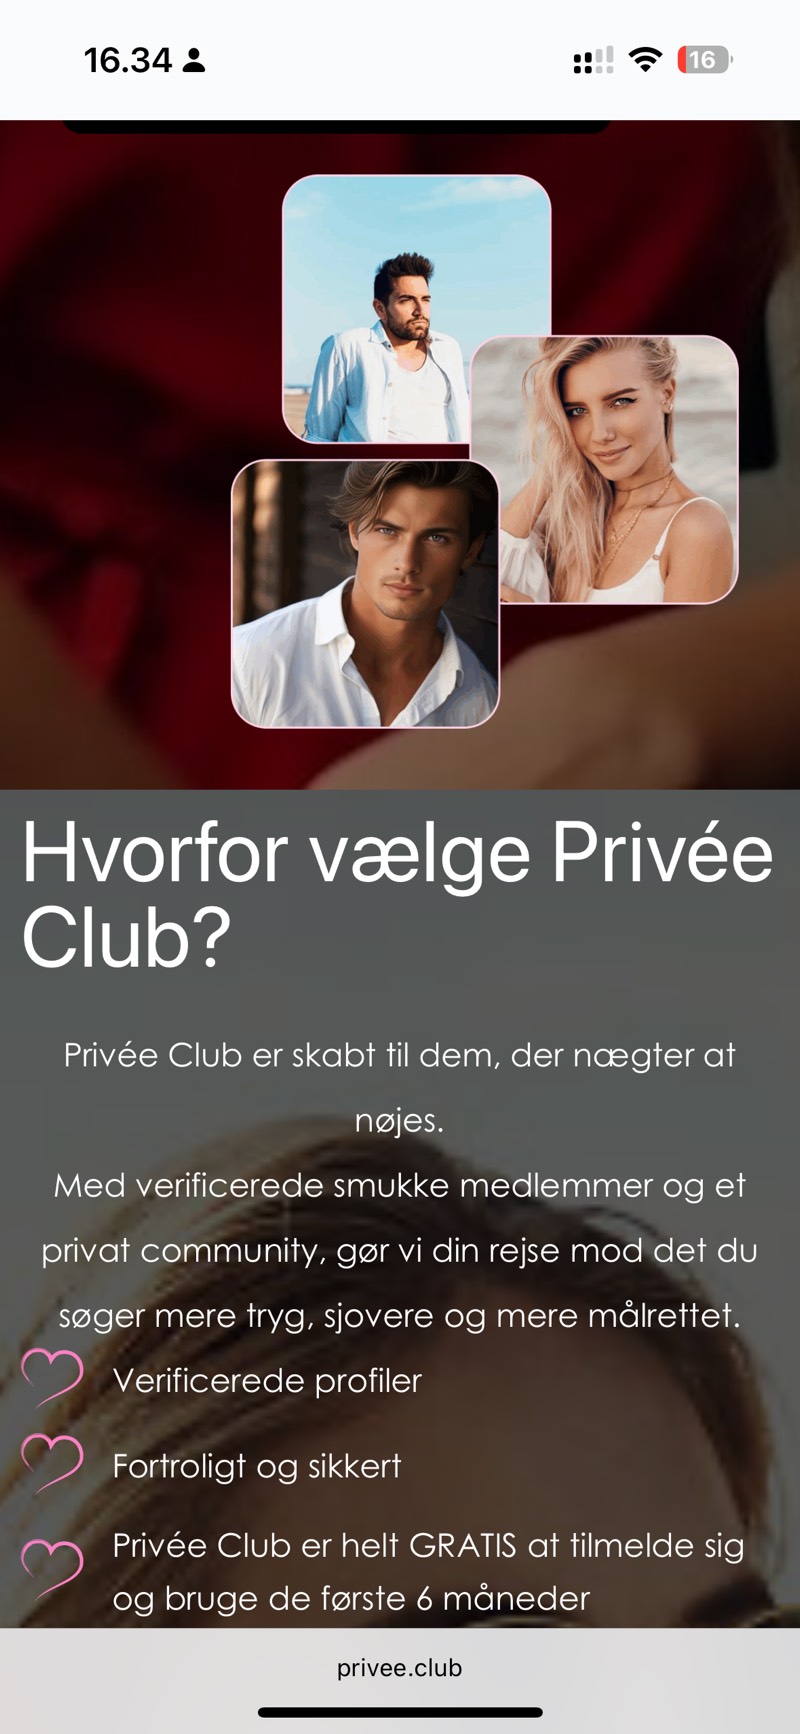 16.34
16
Hvorfor vælge Privée
Club?
Privée Club er skabt til dem, der nægter at
nøjes.
Med verificerede smukke medlemmer og et
privat community, gør vi din rejse mod det du
søger mere tryg, sjovere og mere målrettet.
Verificerede profiler
Fortroligt og sikkert
Privée Club er helt GRATIS at tilmelde sig
og bruge de første 6 måneder
privee.club